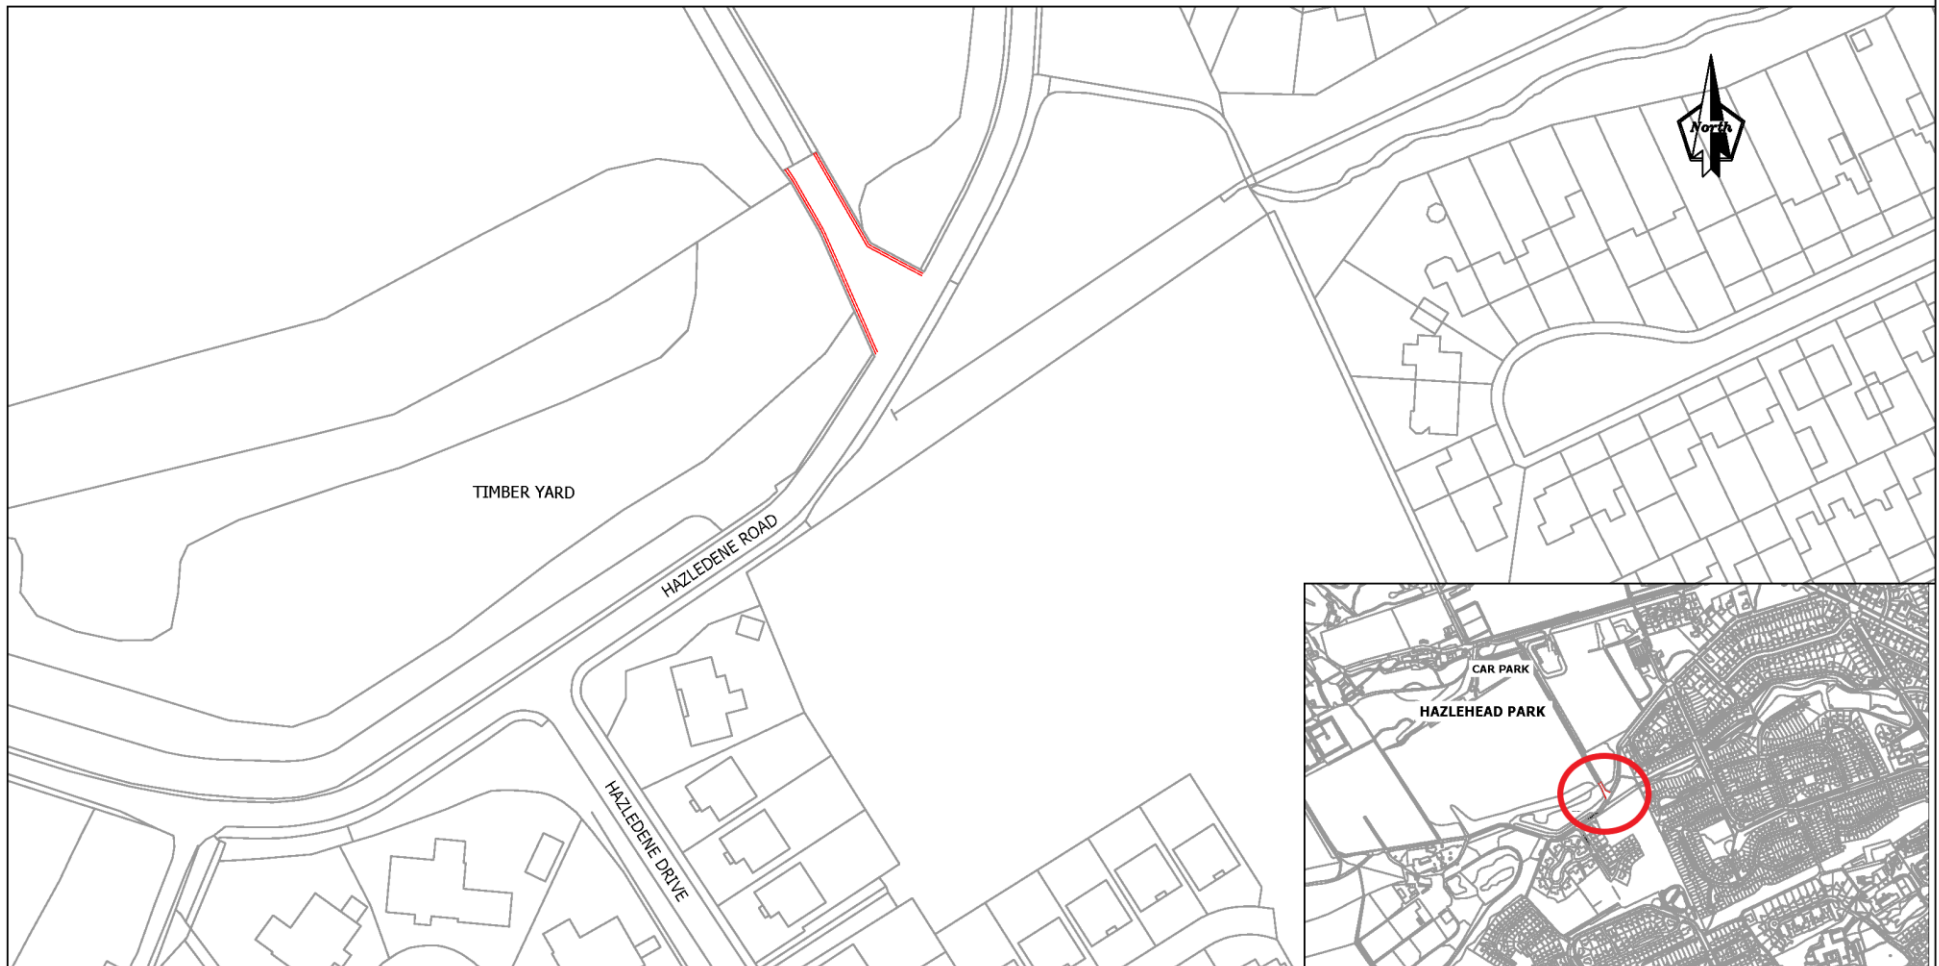 North
TIMBER YARD
HAZLEDENE ROAD
HAZLEDENE DRIVE
CAR PARK
HAZLEHEAD PARK